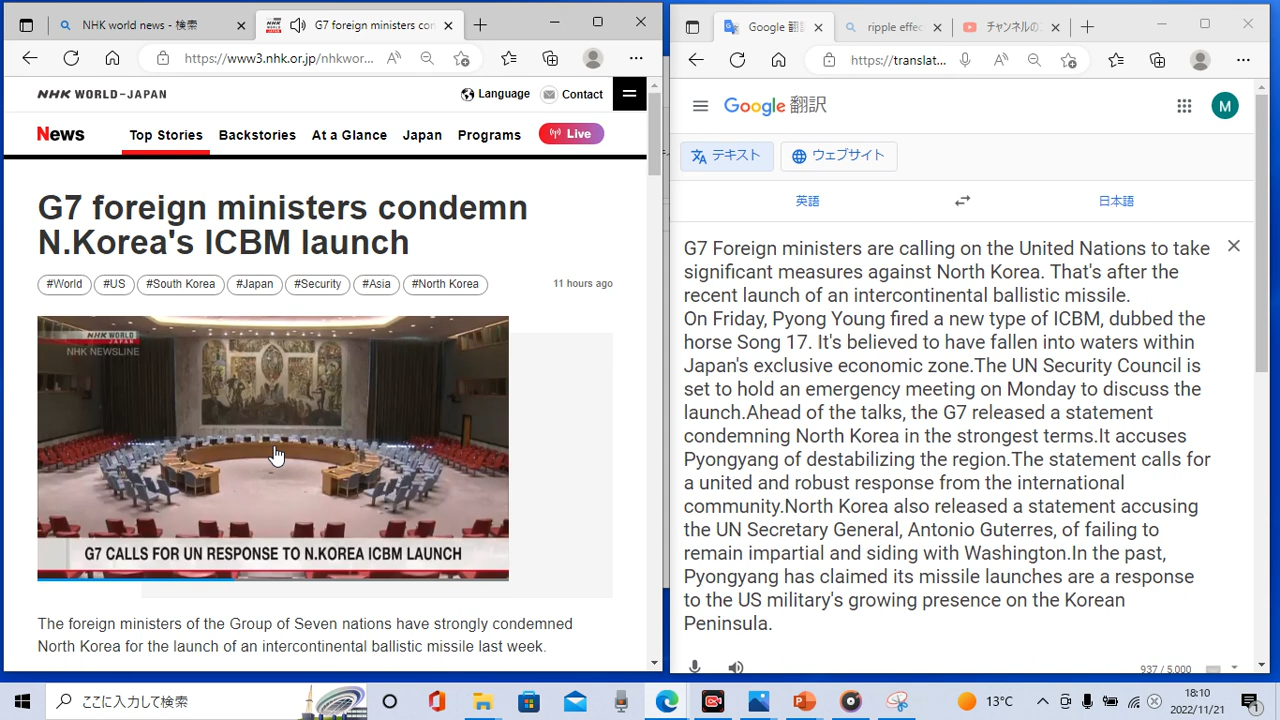 NHK world news - 検索
G7 foreign ministers con
https://www3.nhk.or.jp/nhkwor...
NHK WORLD-JAPAN
Language
Contact
News
Top Stories
Backstories
At a Glance
Japan
Programs
Live
G7 foreign ministers condemn
N.Korea's ICBM launch
#World
#US
#South Korea
#Japan
#Security
#Asia
#North Korea
11 hours ago
NHK WORLD
NHK NEWSLINE
G7 CALLS FOR UN RESPONSE TO N.KOREA ICBM LAUNCH
The foreign ministers of the Group of Seven nations have strongly condemned
North Korea for the launch of an intercontinental ballistic missile last week.
Google 翻訳
ripple effec
チャンネルのコ
https://translat...
Google 翻訳
M
テキスト
ウェブサイト
英語
日本語
G7 Foreign ministers are calling on the United Nations to take
significant measures against North Korea. That's after the
recent launch of an intercontinental ballistic missile.
On Friday, Pyong Young fired a new type of ICBM, dubbed the
horse Song 17. It's believed to have fallen into waters within
Japan's exclusive economic zone.The UN Security Council is
set to hold an emergency meeting on Monday to discuss the
launch.Ahead of the talks, the G7 released a statement
condemning North Korea in the strongest terms.It accuses
Pyongyang of destabilizing the region.The statement calls for
a united and robust response from the international
community.North Korea also released a statement accusing
the UN Secretary General, Antonio Guterres, of failing to
remain impartial and siding with Washington.In the past,
Pyongyang has claimed its missile launches are a response
to the US military's growing presence on the Korean
Peninsula.
937 / 5,000
ここに入力して検索
13°C
18:10
2022/11/21